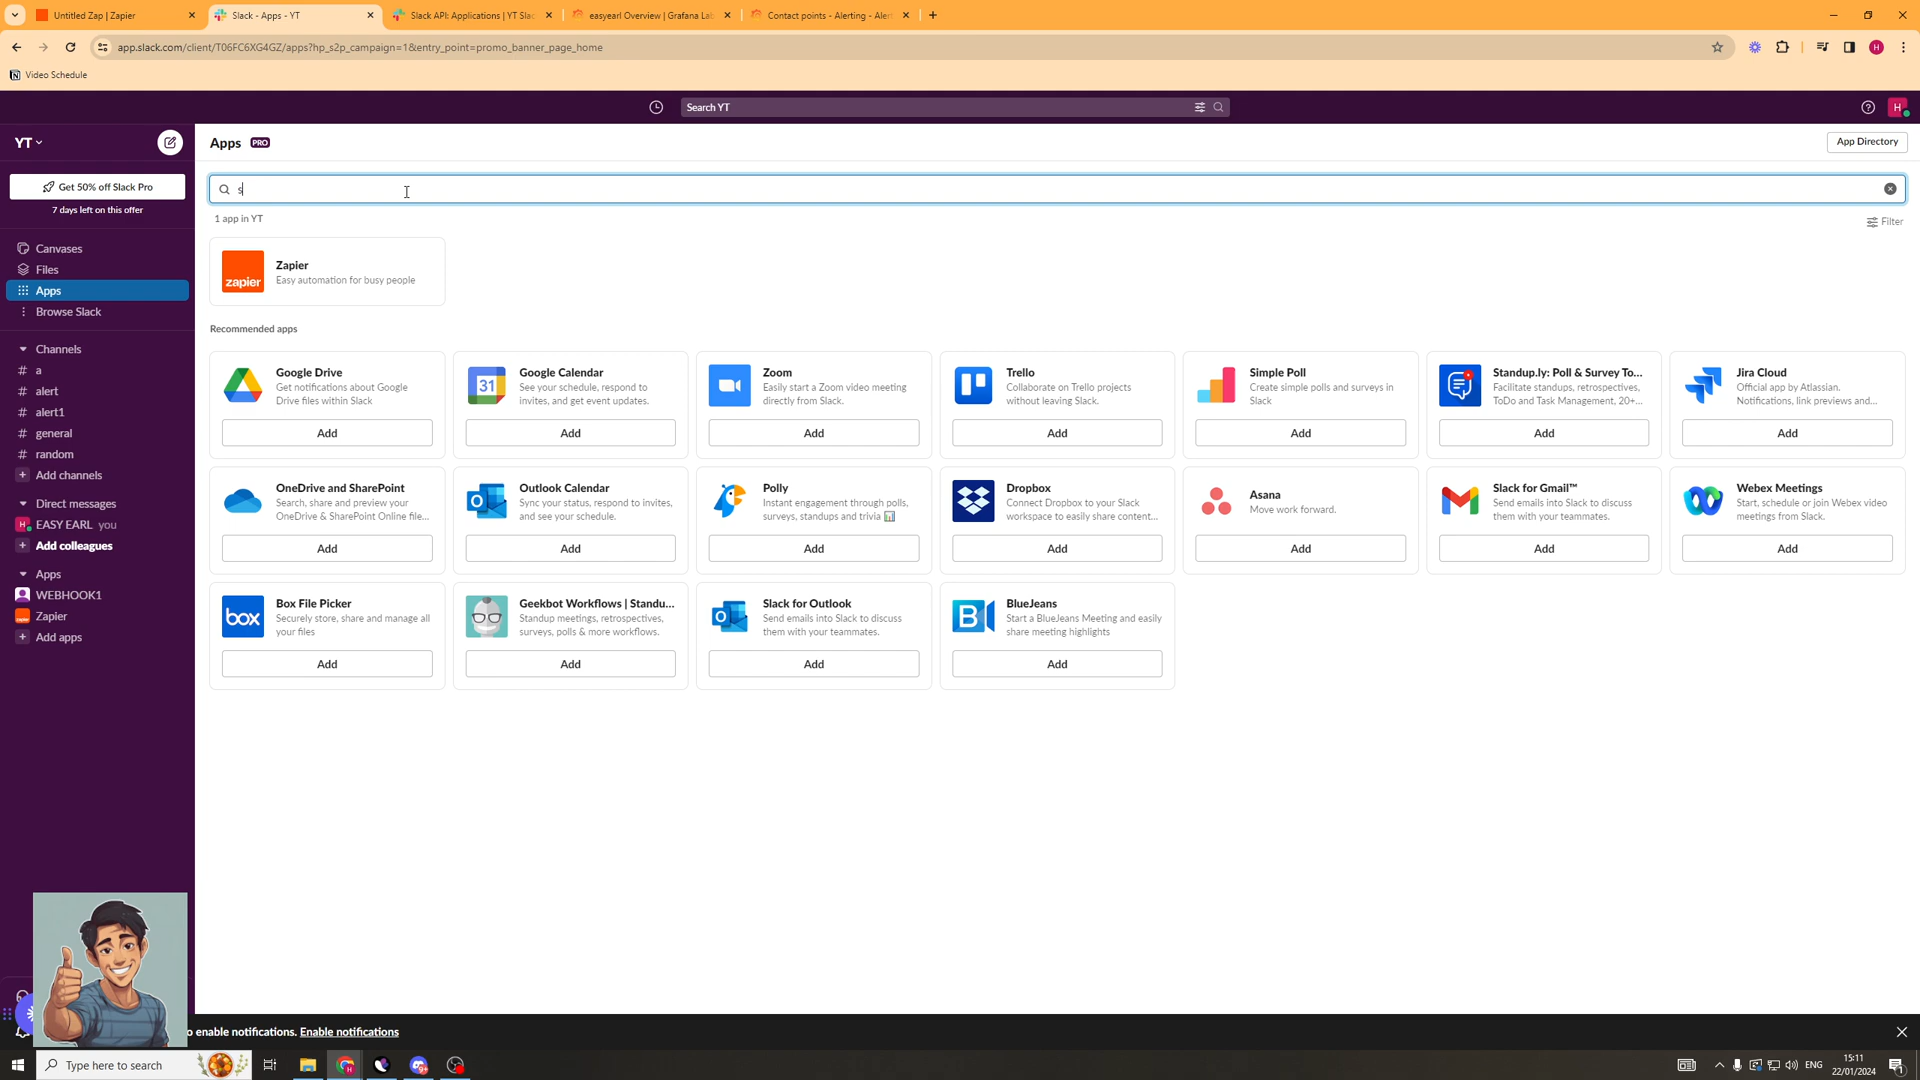 Untitled Zap | Zapier
Slack - Apps - YT
Slack API: Applications | YT Slac
easyearl Overview | Grafana Lab
Contact points - Alerting - Aler
app.slack.com/client/T06FC6XG4GZ/apps?hp_s2p_campaign=1&entry_point=promo_banner_page_home
Video Schedule
Search YT
YT
Get 50% off Slack Pro
7 days left on this offer
Canvases
Files
Apps
Browse Slack
Channels
# a
# alert
# alert1
# general
# random
+ Add channels
Direct messages
EASY EARL you
+ Add colleagues
Apps
WEBHOOK1
Zapier
+ Add apps
Apps PRO
App Directory
s
1 app in YT
Filter
zapier
Zapier
Easy automation for busy people
Recommended apps
Google Drive
Get notifications about Google
Drive files within Slack
Add
31
Google Calendar
See your schedule, respond to
invites, and get event updates.
Add
Zoom
Easily start a Zoom video meeting
directly from Slack.
Add
Trello
Collaborate on Trello projects
without leaving Slack.
Add
Simple Poll
Create simple polls and surveys in
Slack
Add
Standup.ly: Poll & Survey To...
Facilitate standups, retrospectives,
ToDo and Task Management, 20+...
Add
Jira Cloud
Official app by Atlassian.
Notifications, link previews and...
Add
OneDrive and SharePoint
Search, share and preview your
OneDrive & SharePoint Online file...
Add
Outlook Calendar
Sync your status, respond to invites,
and see your schedule.
Add
Polly
Instant engagement through polls,
surveys, standups and trivia
Add
Dropbox
Connect Dropbox to your Slack
workspace to easily share content...
Add
Asana
Move work forward.
Add
Slack for Gmail™
Send emails into Slack to discuss
them with your teammates.
Add
Webex Meetings
Start, schedule or join Webex video
meetings from Slack.
Add
box
Box File Picker
Securely store, share and manage all
your files
Add
Geekbot Workflows | Standu...
Standup meetings, retrospectives,
surveys, polls & more workflows.
Add
Slack for Outlook
Send emails into Slack to discuss
them with your teammates.
Add
B
BlueJeans
Start a BlueJeans Meeting and easily
share meeting highlights
Add
o enable notifications. Enable notifications
Type here to search
ENG
15:11
22/01/2024